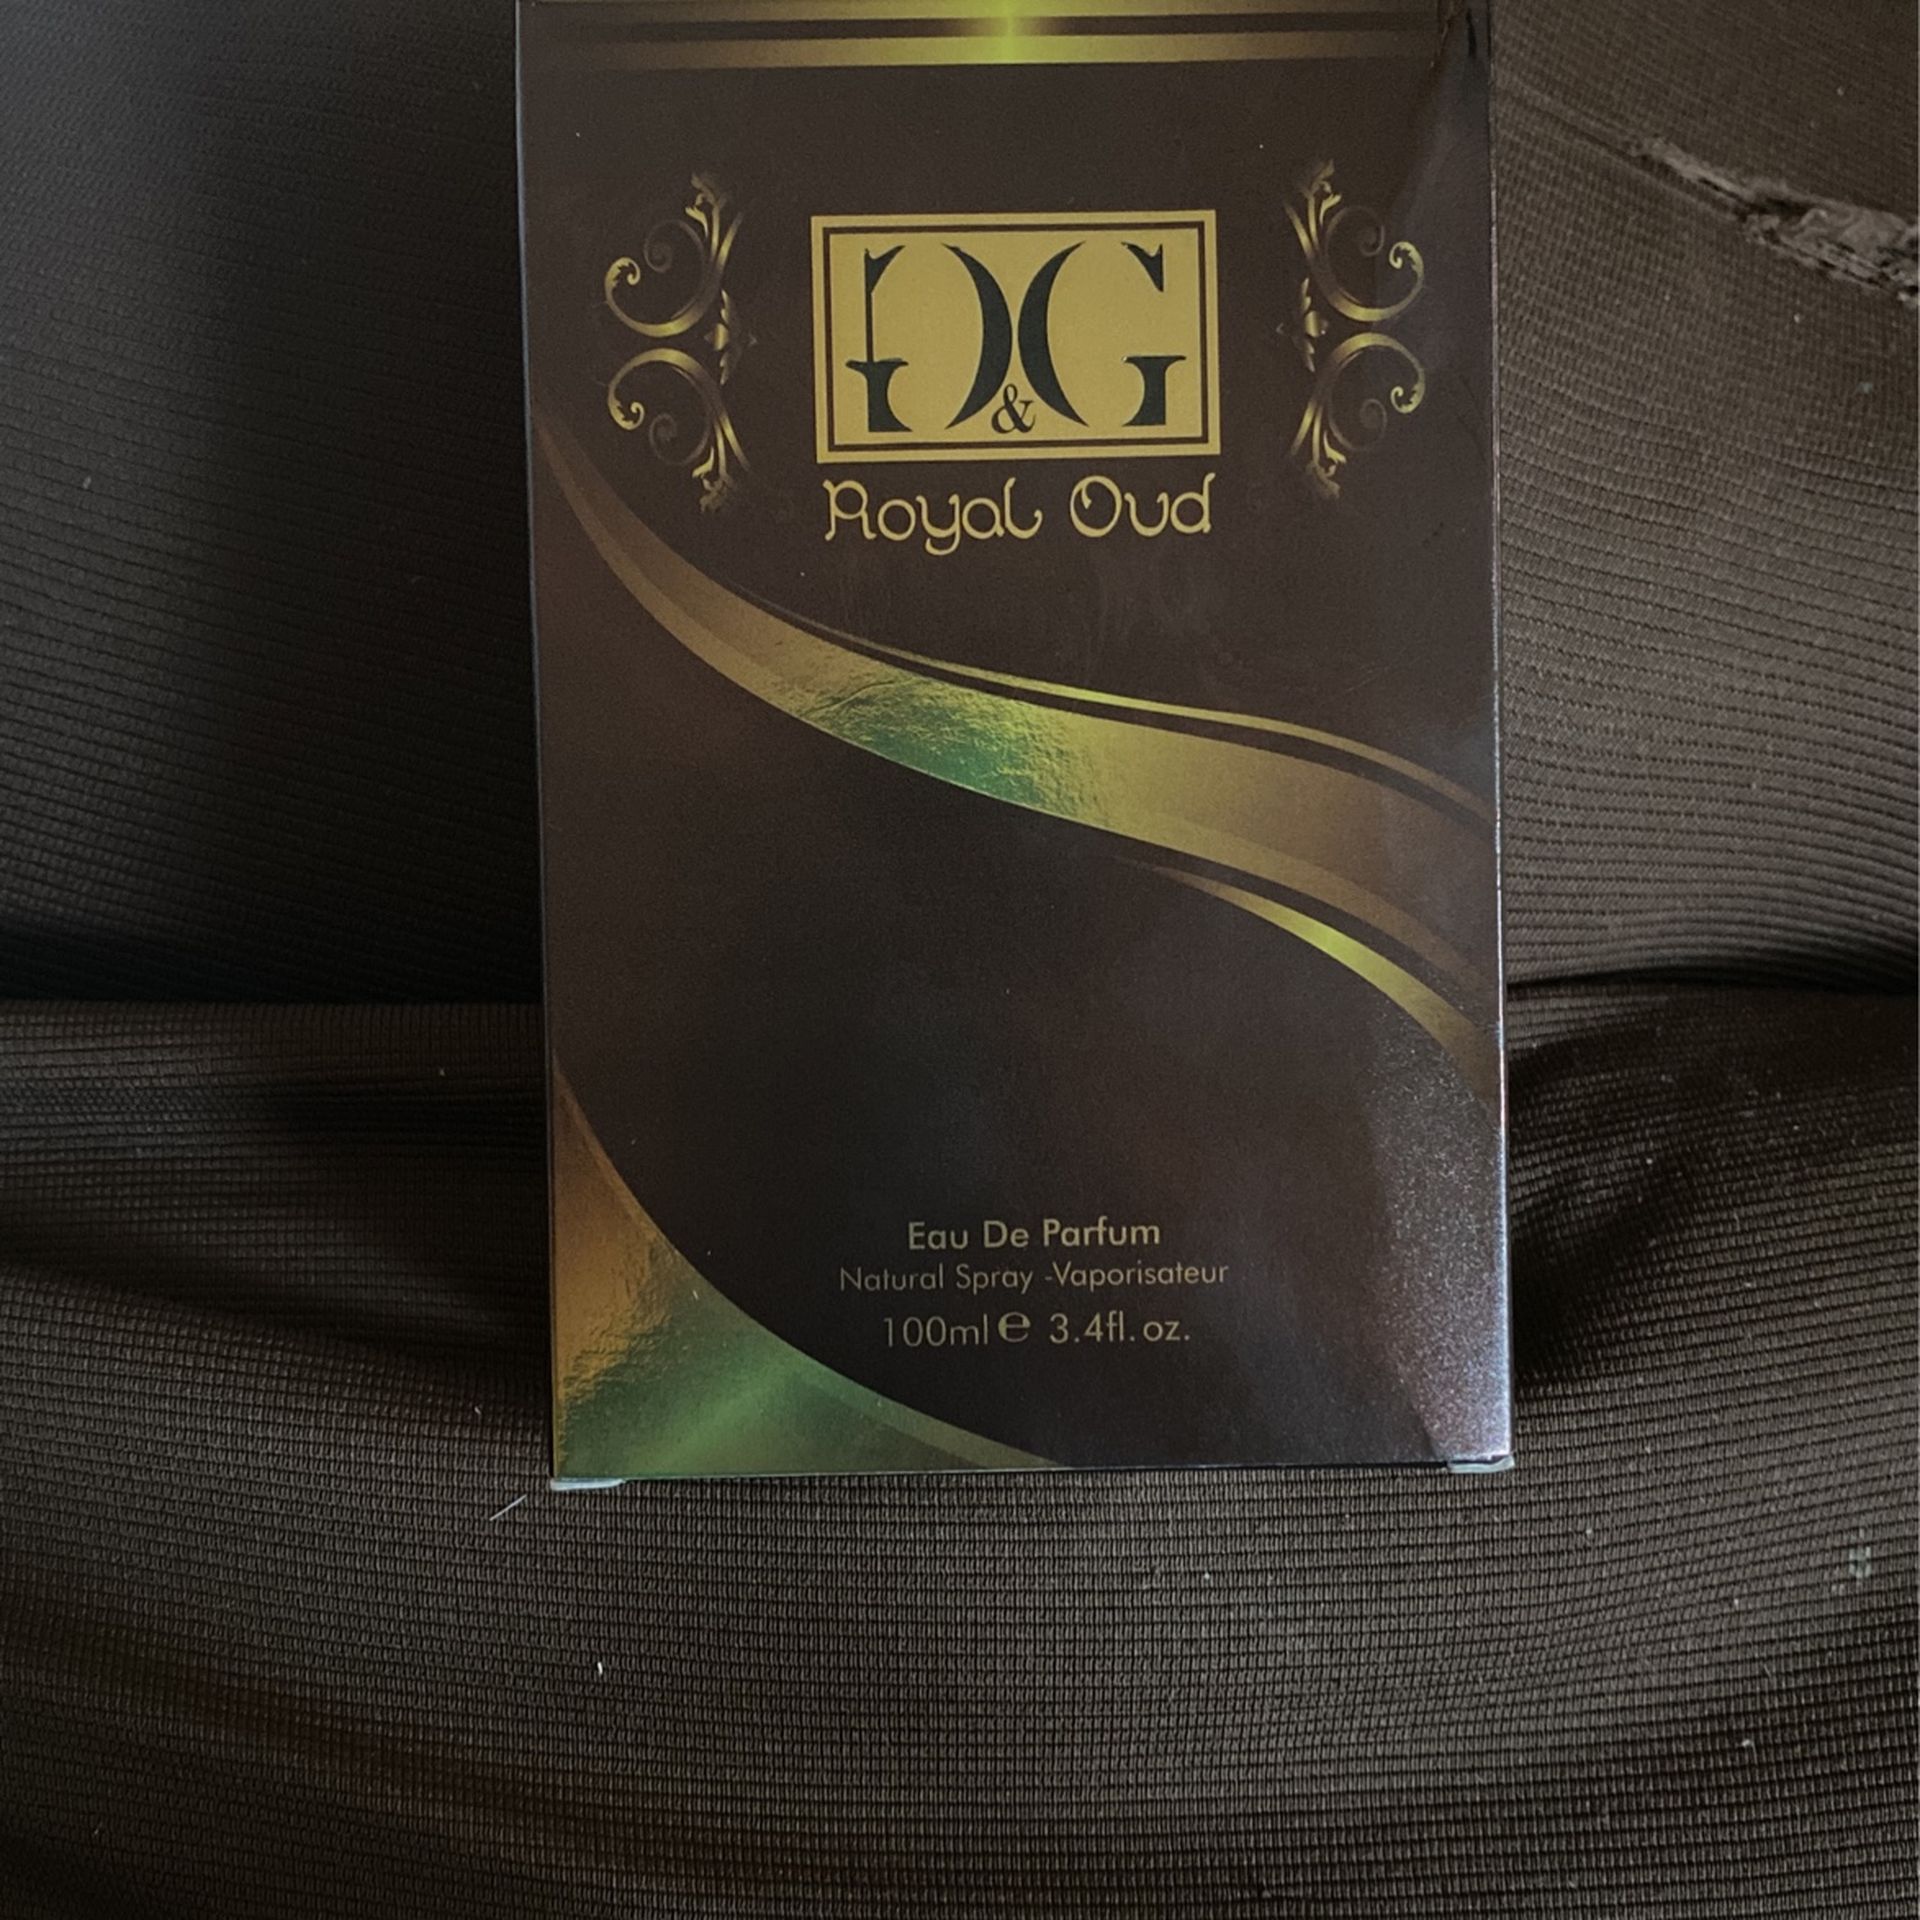 G&G
Royal Oud
Eau De Parfum
Natural Spray -Vaporisateur
100ml e 3.4fl.oz.